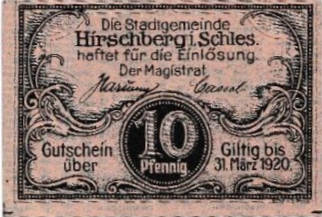 Die Stadtgemeinde
Hirschberg i. Schles.
haftet für die Einlösung.
Der Magistrat
10
Pfennig
Gutschein
über
Giltig bis
31. März 1920.